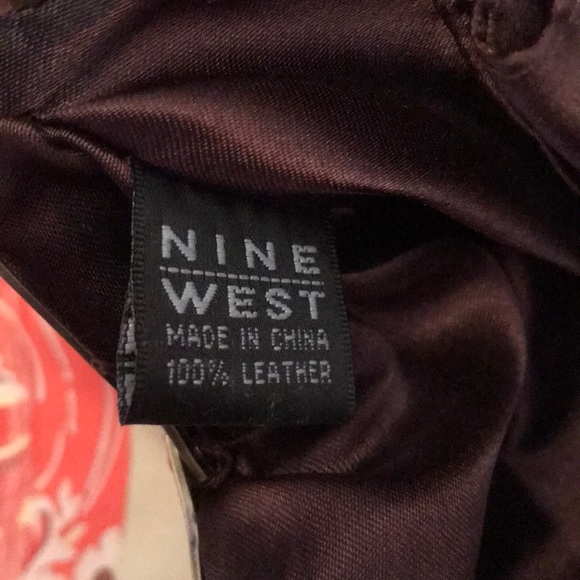 NINE
WEST
MADE IN CHINA
100% LEATHER